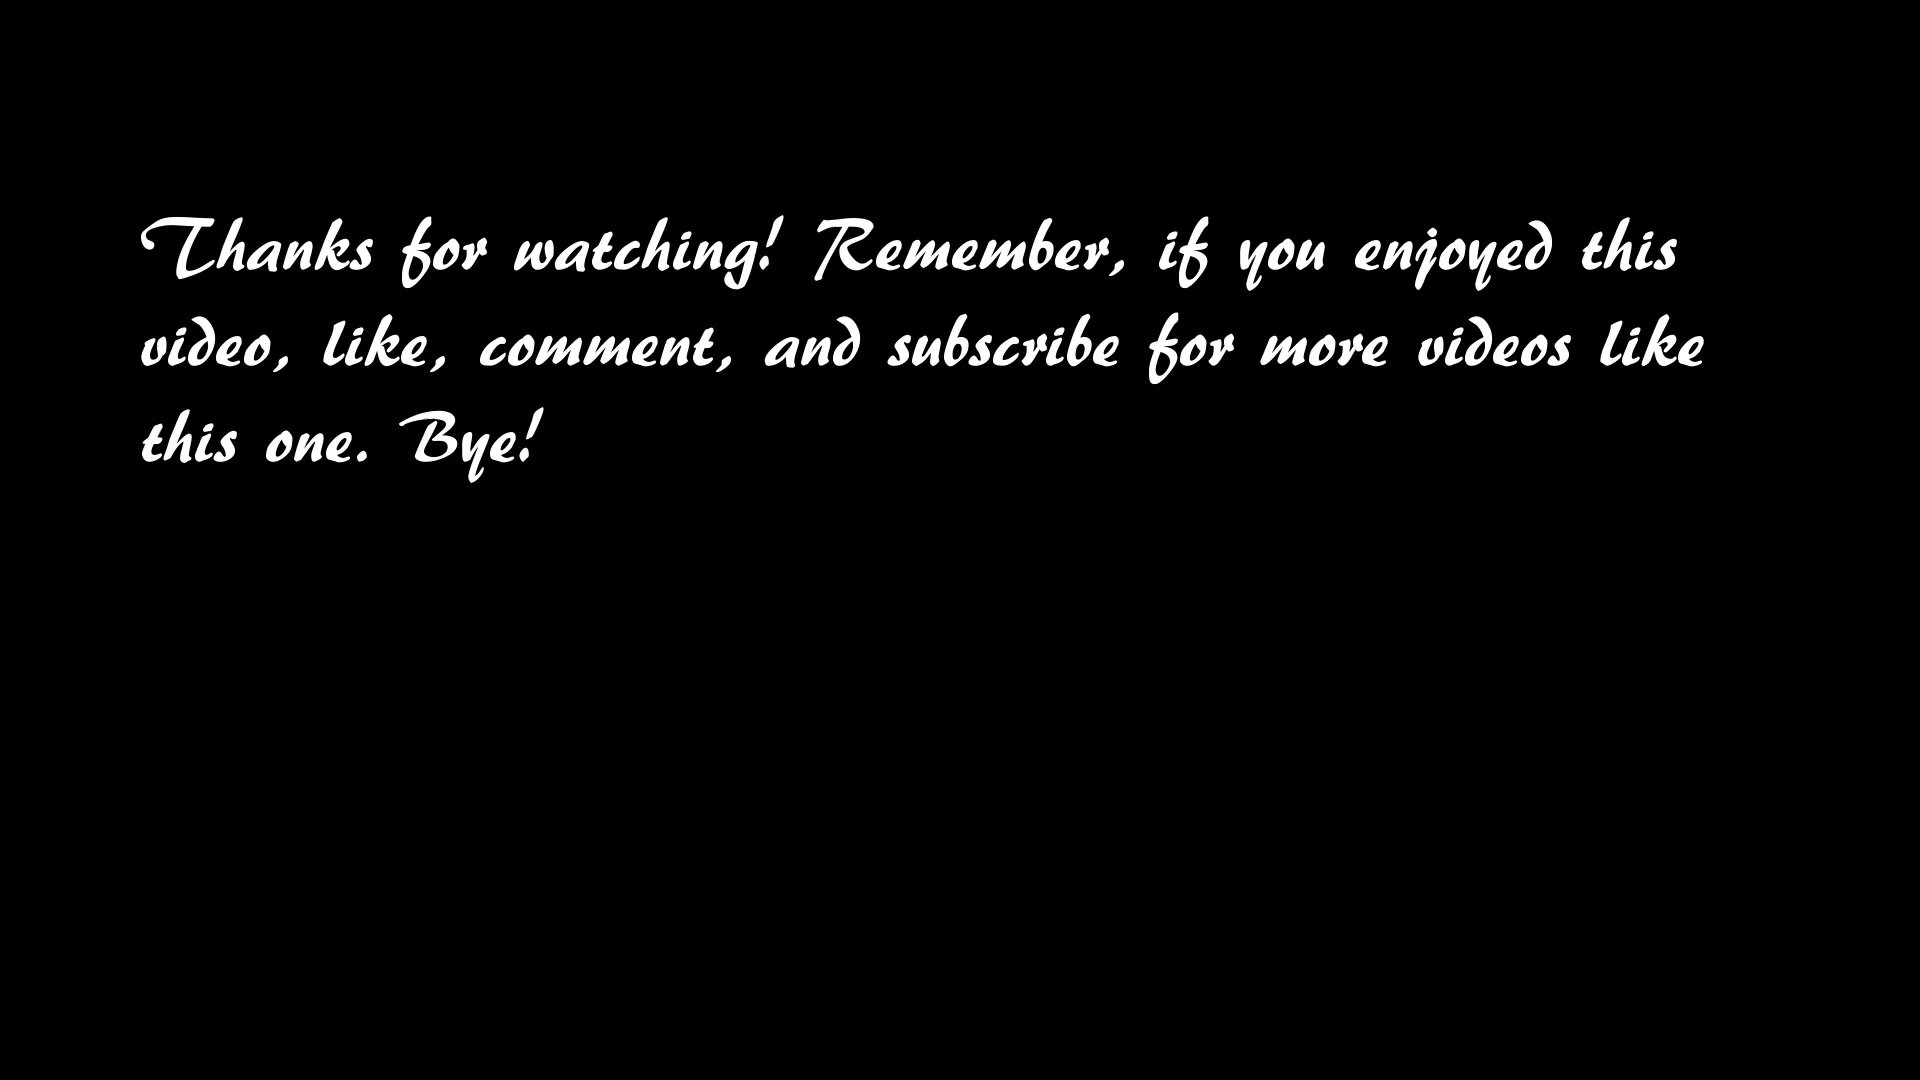 Thanks for watching! Remember, if you enjoyed this
video, like, comment, and subscribe for more videos like
this one. Bye!